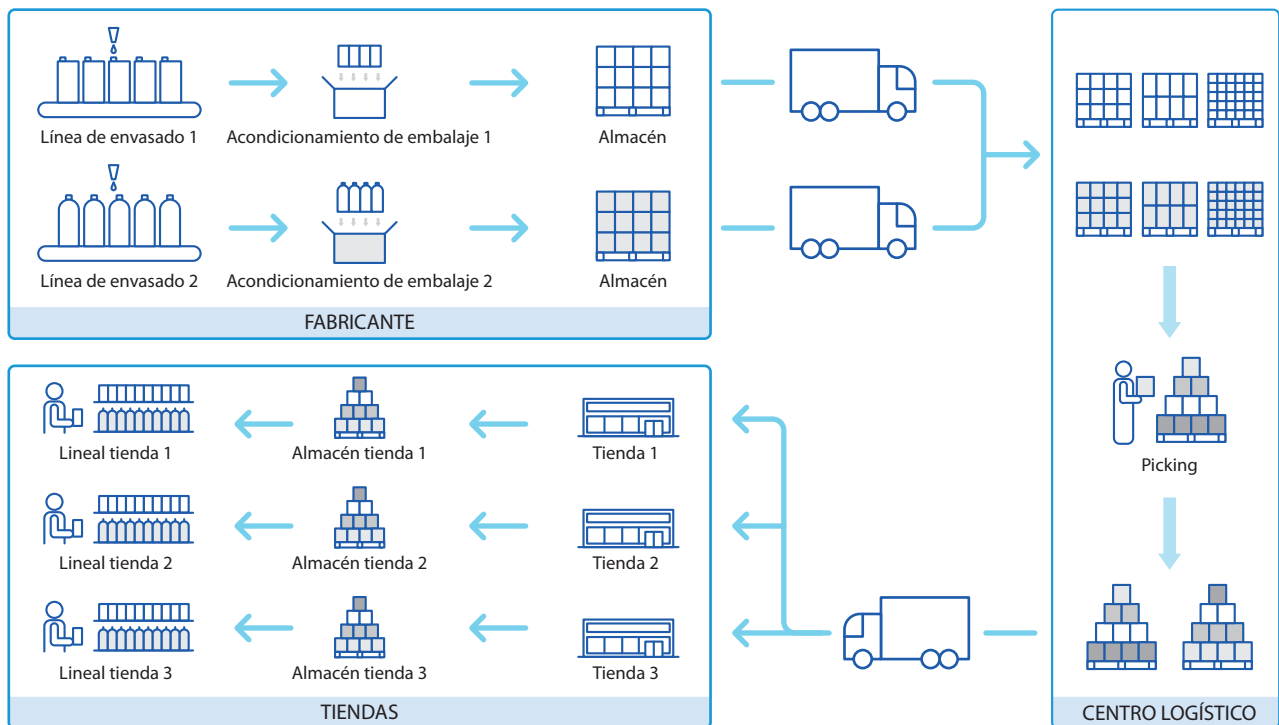 Línea de envasado 1
Acondicionamiento de embalaje 1
Almacén
Línea de envasado 2
Acondicionamiento de embalaje 2
Almacén
FABRICANTE
Lineal tienda 1
Almacén tienda 1
Tienda 1
Lineal tienda 2
Almacén tienda 2
Tienda 2
Lineal tienda 3
Almacén tienda 3
Tienda 3
TIENDAS
Picking
CENTRO LOGÍSTICO